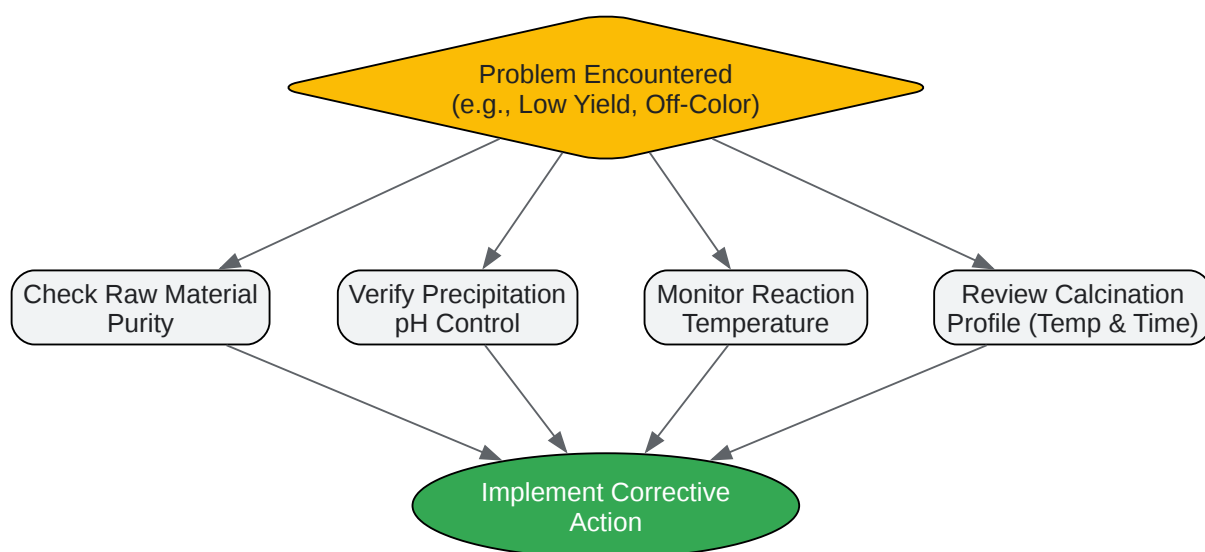 Problem Encountered
(e.g., Low Yield, Off-Color)
Check Raw Material
Purity
Verify Precipitation
pH Control
Monitor Reaction
Temperature
Review Calcination
Profile (Temp & Time)
Implement Corrective
Action